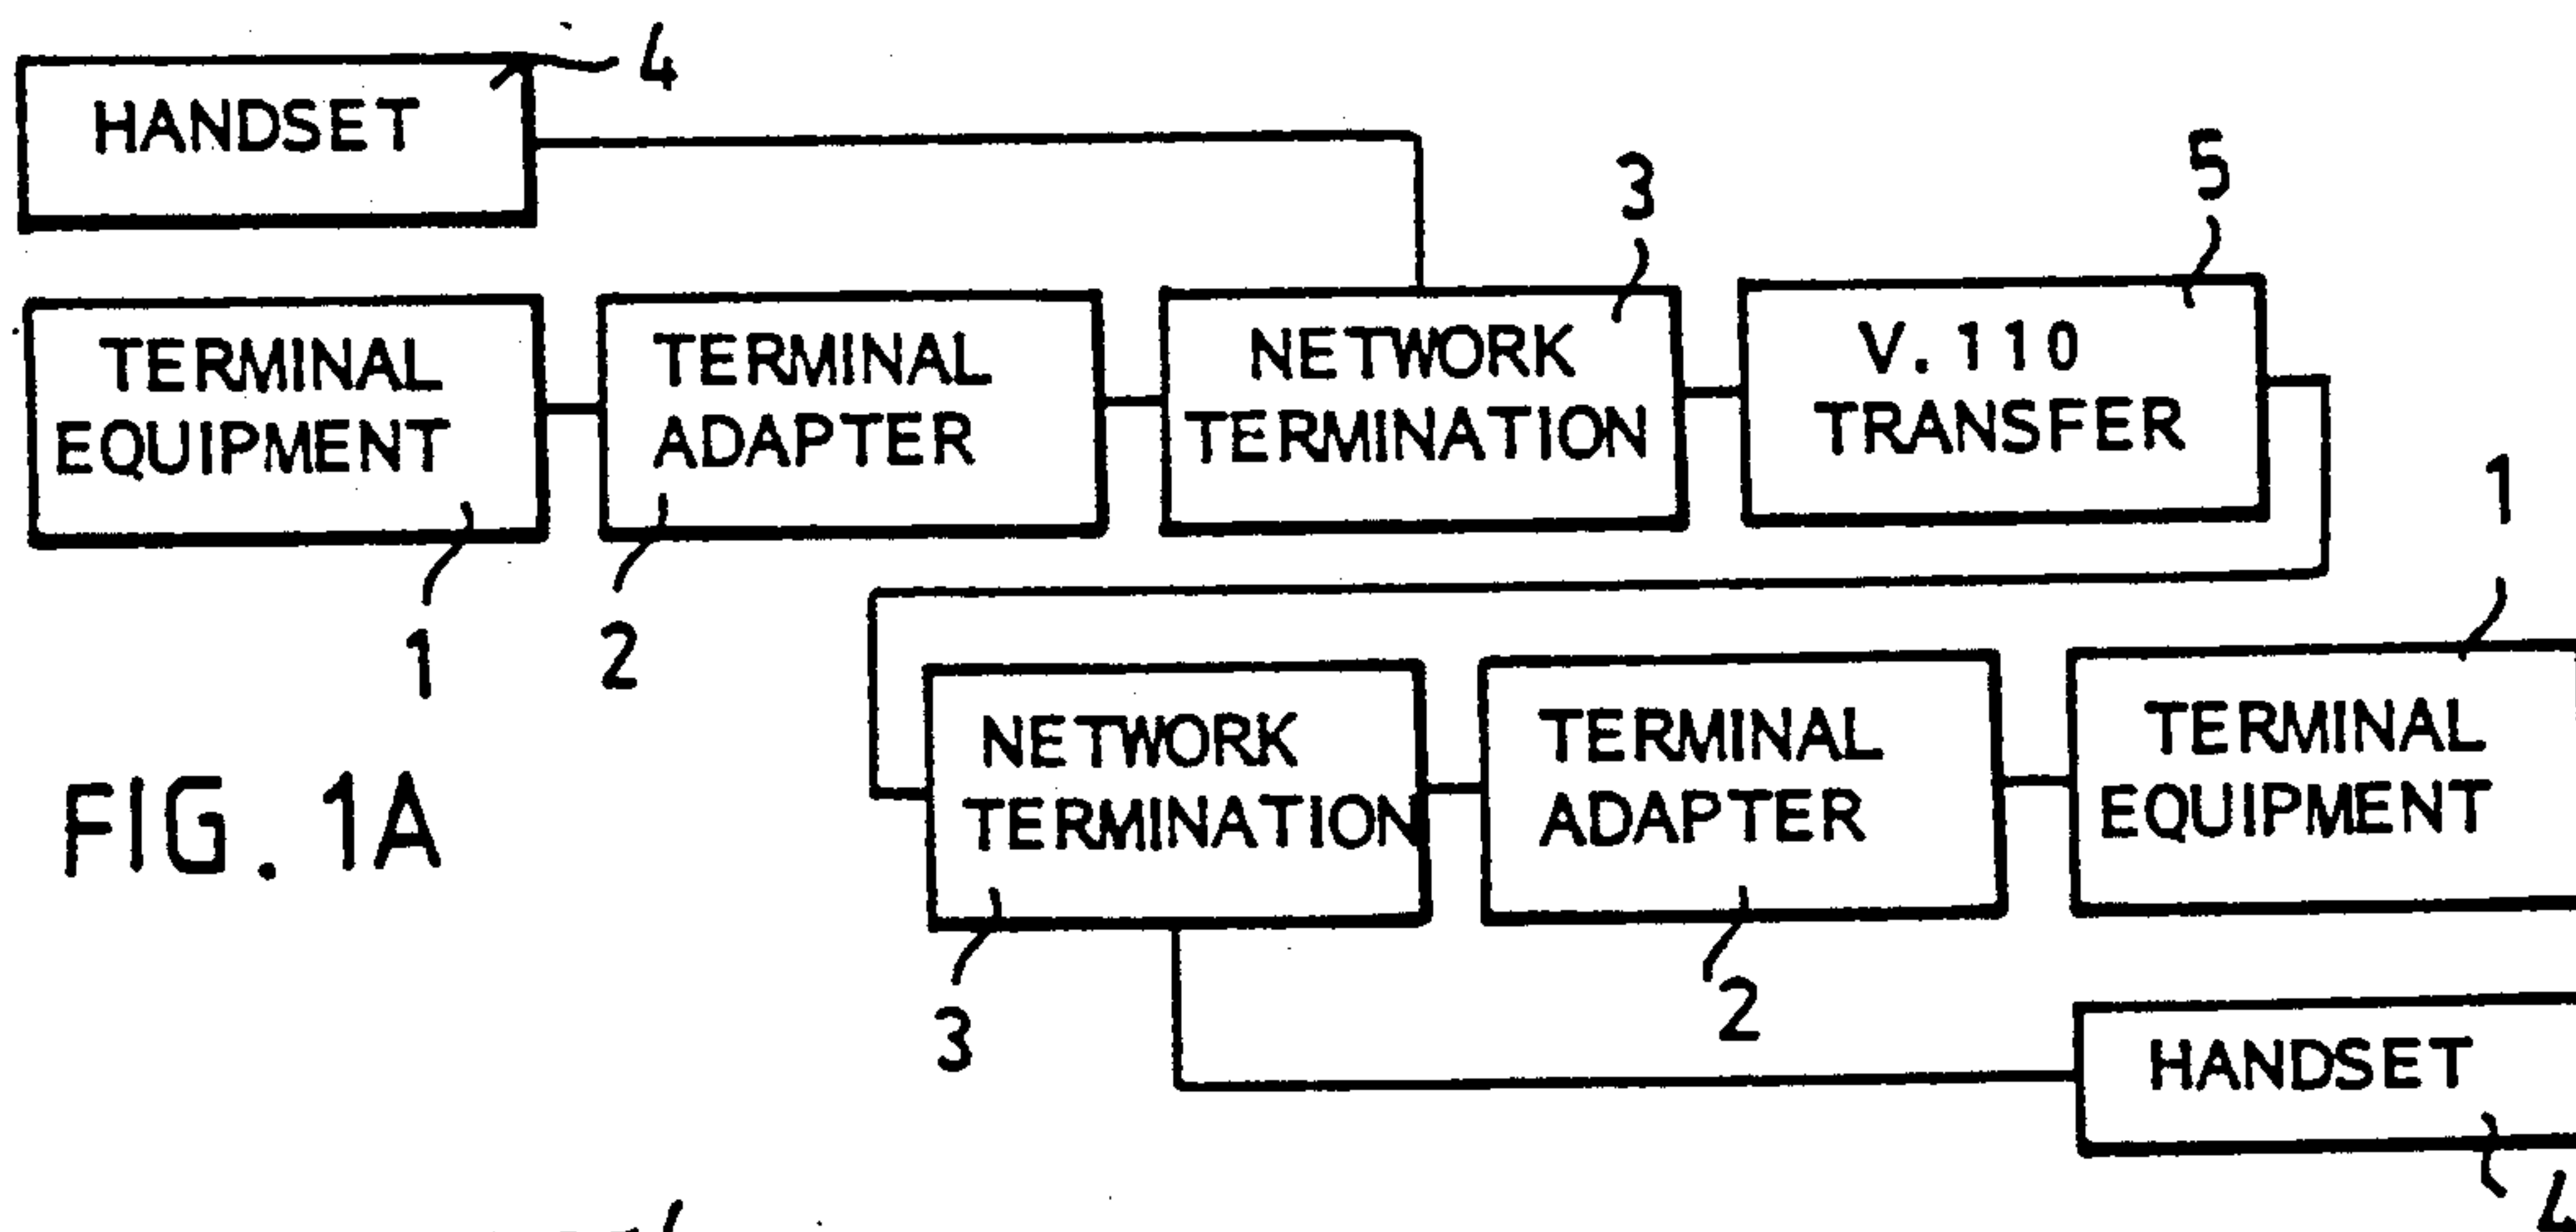 4
HANDSET
3
5
TERMINAL
EQUIPMENT
TERMINAL
ADAPTER
NETWORK
TERMINATION
V.110
TRANSFER
1
2
1
NETWORK
TERMINATION
TERMINAL
ADAPTER
TERMINAL
EQUIPMENT
FIG. 1A
3
2
HANDSET